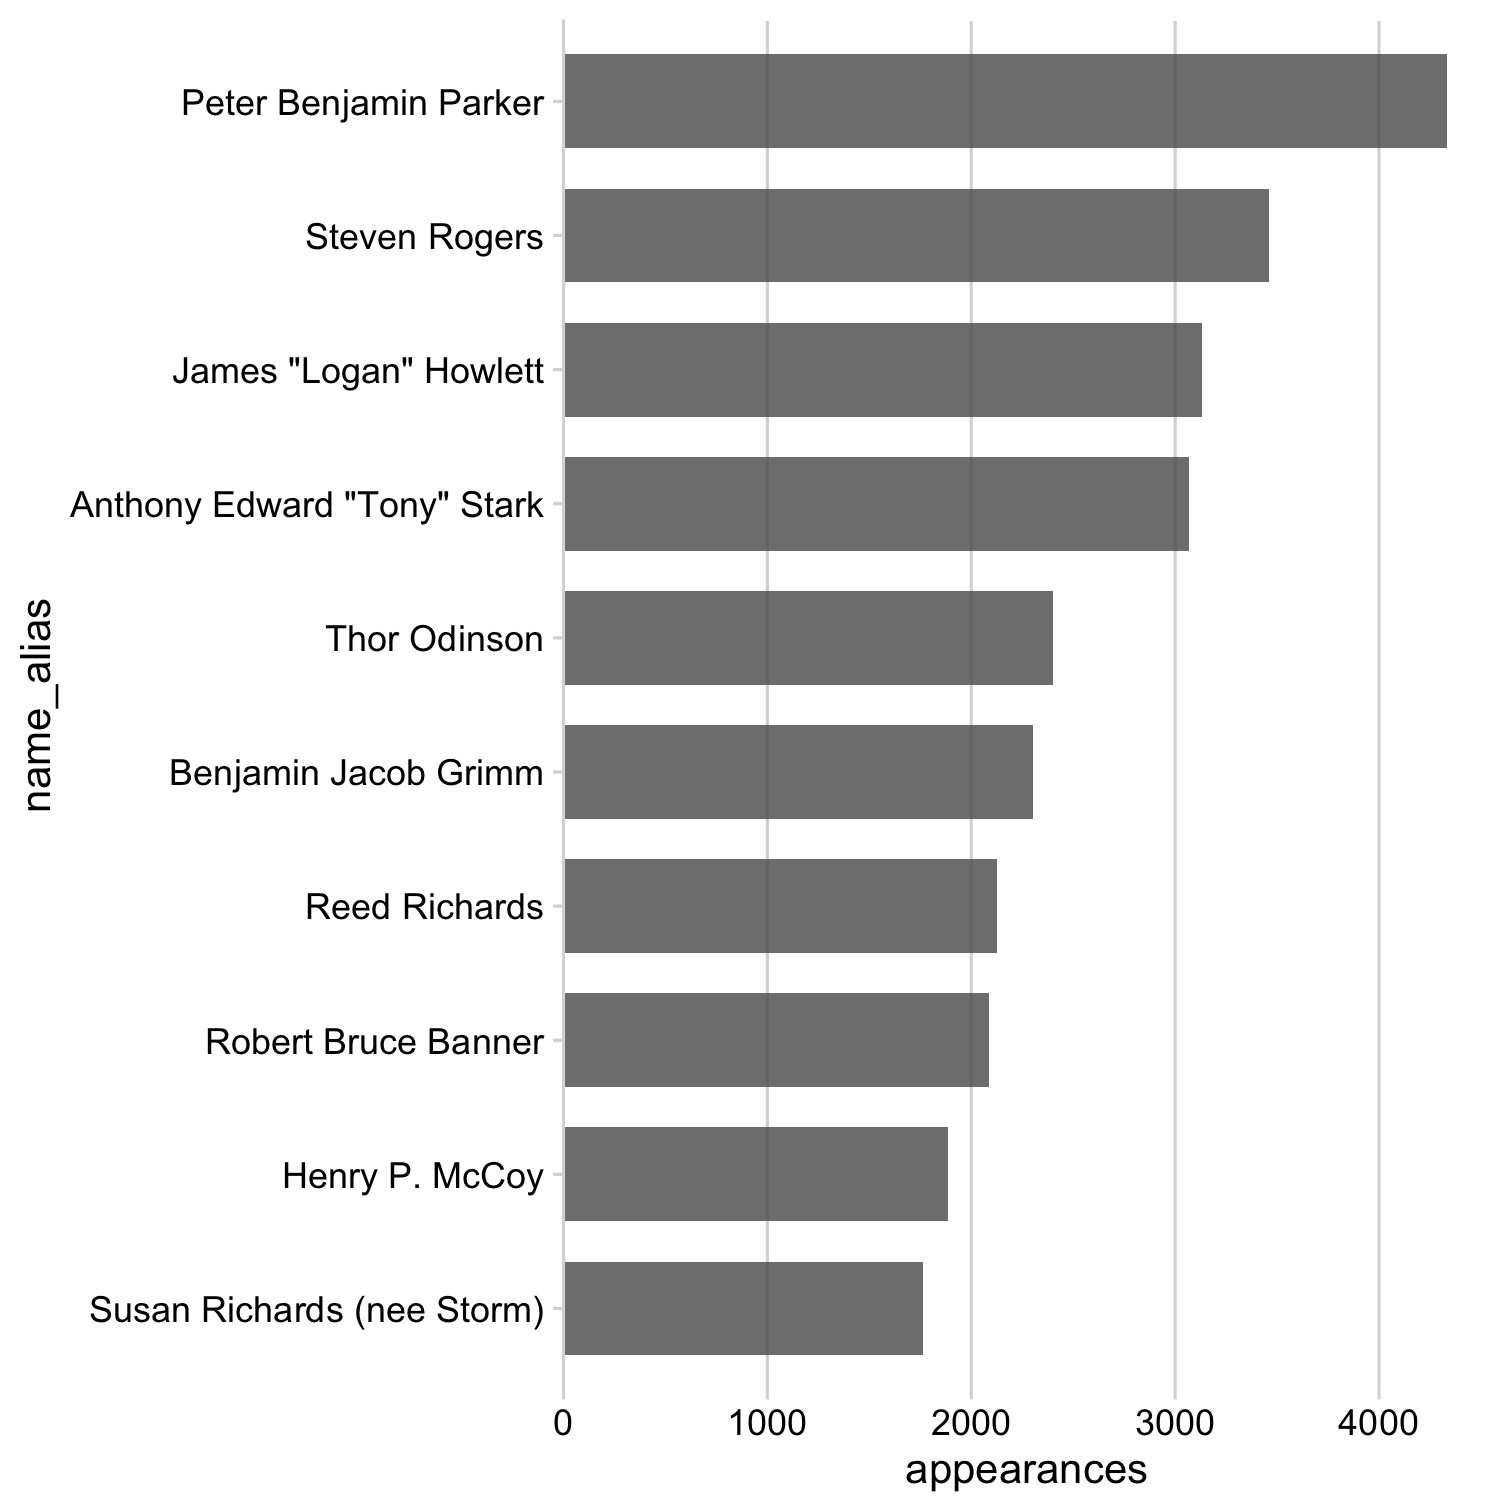 Peter Benjamin Parker
Steven Rogers
James "Logan" Howlett
Anthony Edward "Tony" Stark
Thor Odinson
Benjamin Jacob Grimm
Reed Richards
Robert Bruce Banner
Henry P. McCoy
Susan Richards (nee Storm)
name_alias
0 1000 2000 3000 4000
appearances